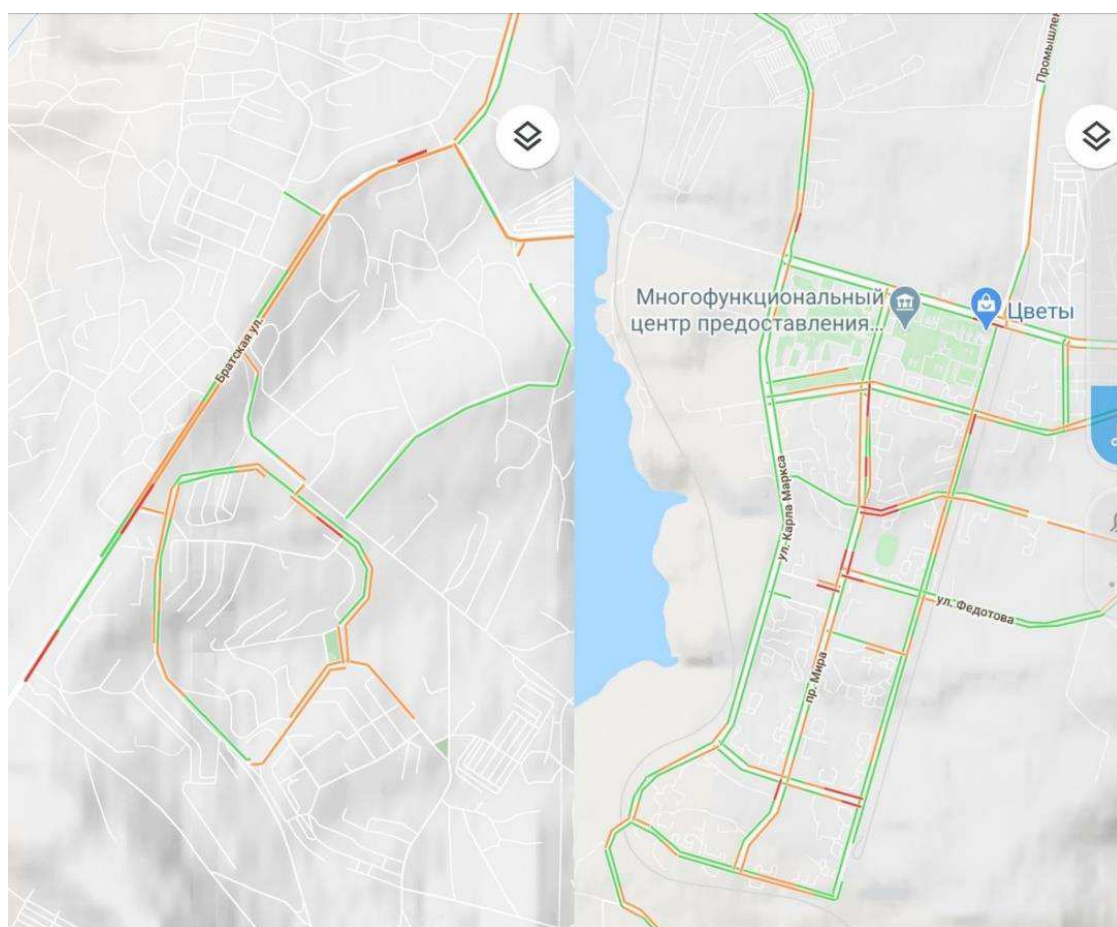 Братская ул.
Многофункциональный
центр предоставления...
Цветы
ул. Карла Маркса
ул. Федотова
пр. Мира